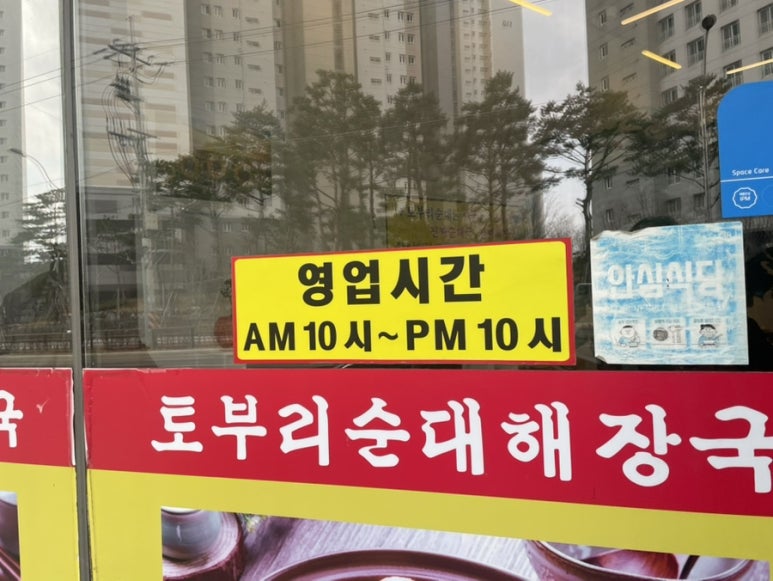 Space Care
영업시간
AM 10 시 ~ PM 10 시
안심식당
국
토부리순대해장국